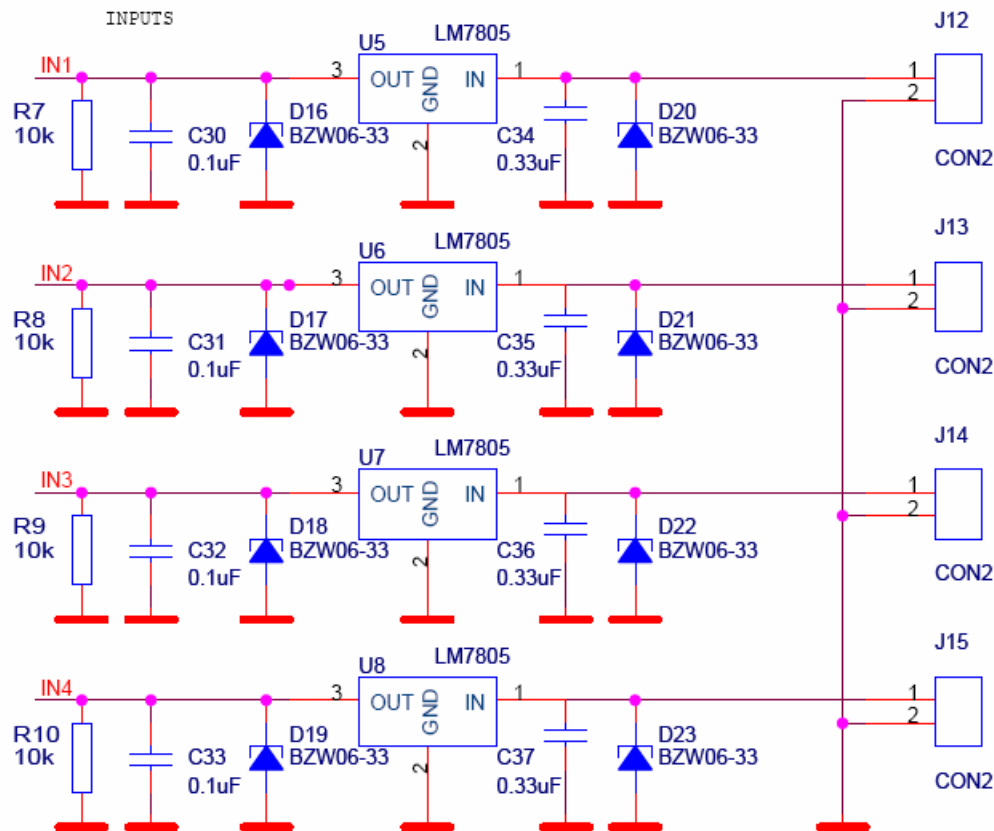 INPUTS
J12
U5
LM7805
IN1
3
OUT
GND
IN
1
1
2
R7
10k
C30
0.1uF
D16
BZW06-33
2
C34
0.33uF
D20
BZW06-33
CON2
J13
U6
LM7805
IN2
3
OUT
GND
IN
1
1
2
R8
10k
C31
0.1uF
D17
BZW06-33
2
C35
0.33uF
D21
BZW06-33
CON2
J14
U7
LM7805
IN3
3
OUT
GND
IN
1
1
2
R9
10k
C32
0.1uF
D18
BZW06-33
2
C36
0.33uF
D22
BZW06-33
CON2
J15
U8
LM7805
IN4
3
OUT
GND
IN
1
1
2
R10
10k
C33
0.1uF
D19
BZW06-33
2
C37
0.33uF
D23
BZW06-33
CON2